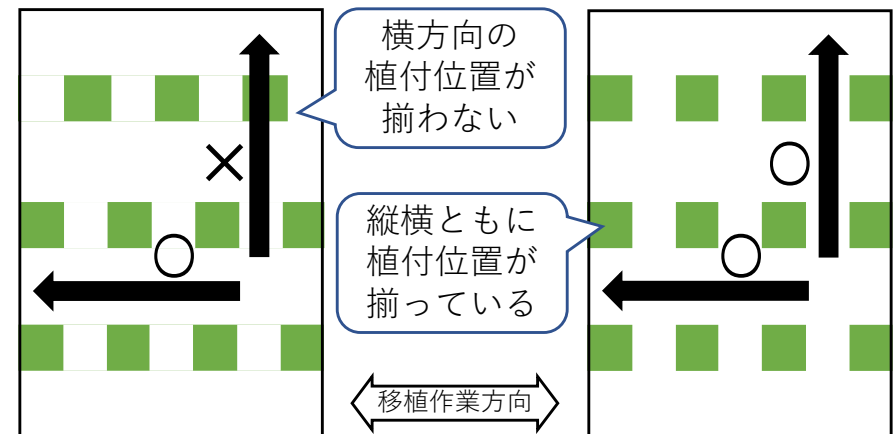 横方向の
植付位置が
揃わない
縦横ともに
植付位置が
揃っている
移植作業方向